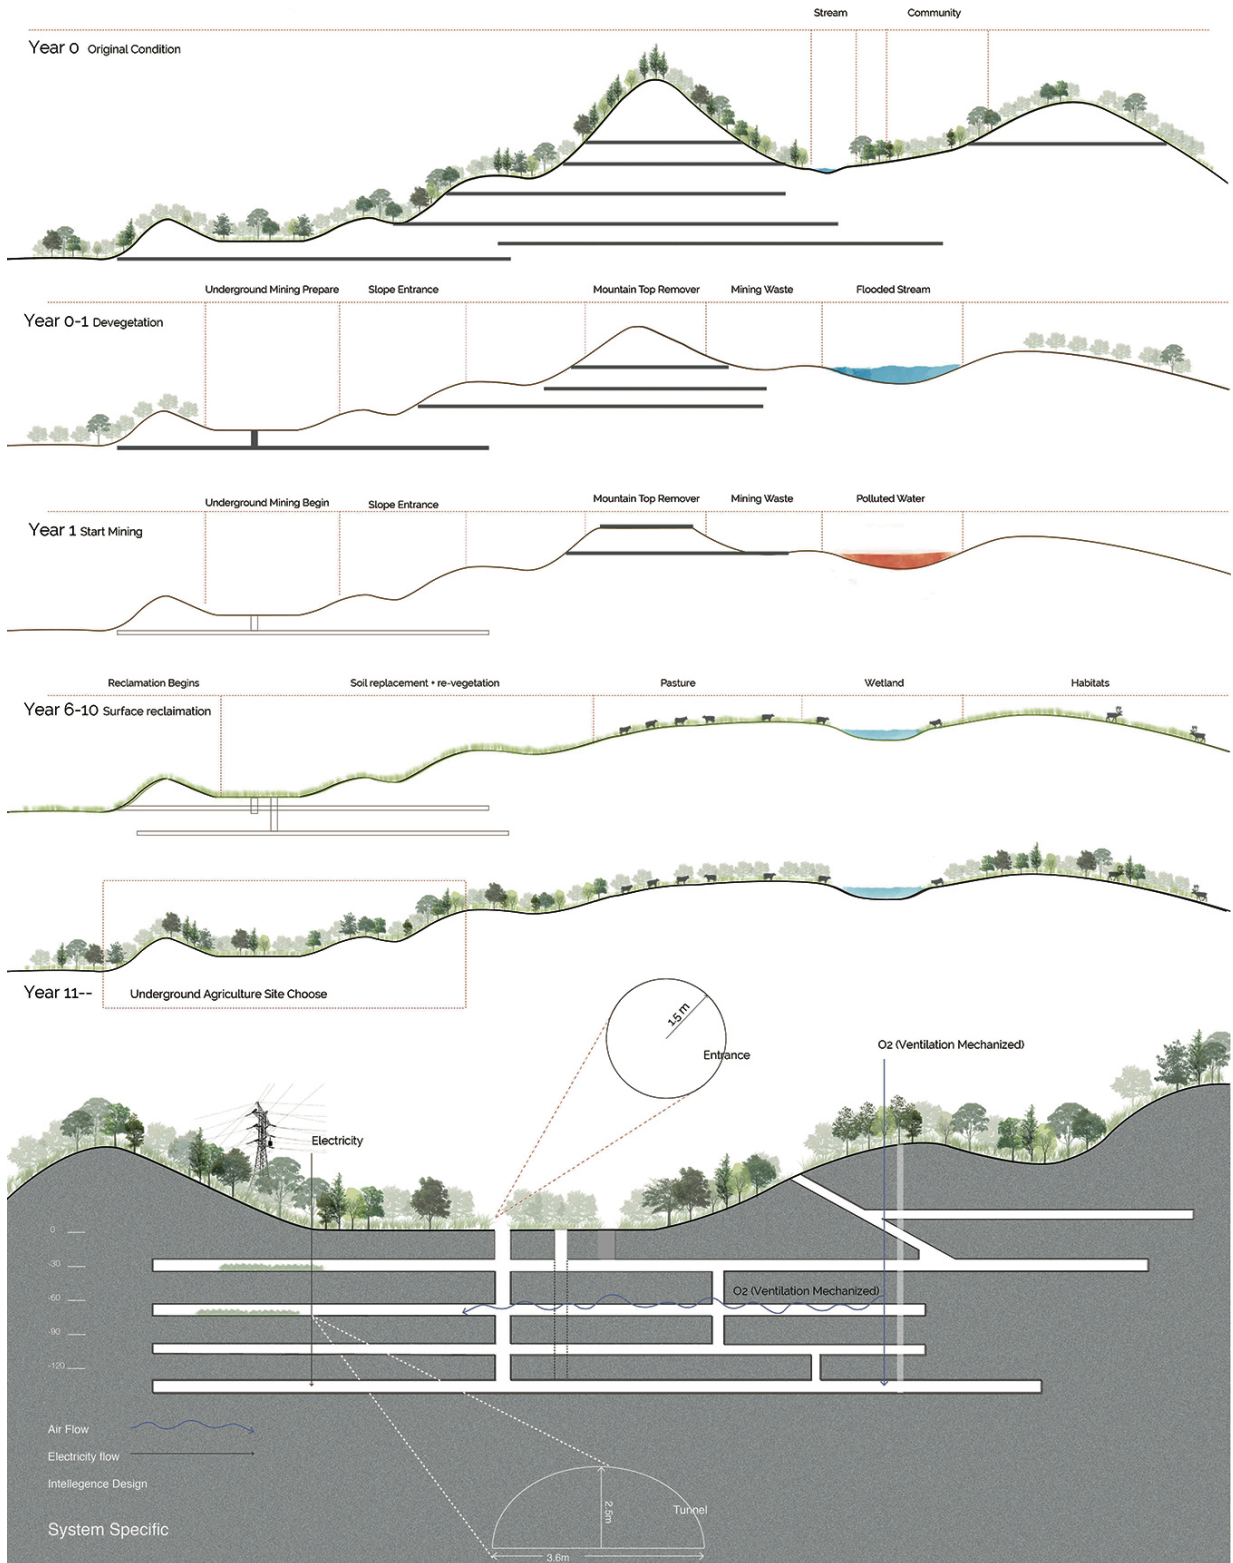 Stream Community
Year 0 Original Condition
Underground Mining Prepare Slope Entrance Mountain Top Remover Mining Waste Flooded Stream
Year 0-1 Devegetation
Underground Mining Begin Slope Entrance Mountain Top Remover Mining Waste Polluted Water
Year 1 Start Mining
Reclamation Begins Soil replacement + re-vegetation Pasture Wetland Habitats
Year 6-10 Surface reclaimation
Year 11-- Underground Agriculture Site Choose
1.5 m
Entrance
O2 (Ventilation Mechanized)
Electricity
0
-30
O2 (Ventilation Mechanized)
-60
-90
-120
Air Flow
Electricity flow
Intellegence Design
System Specific
Tunnel
2.5m
3.6m